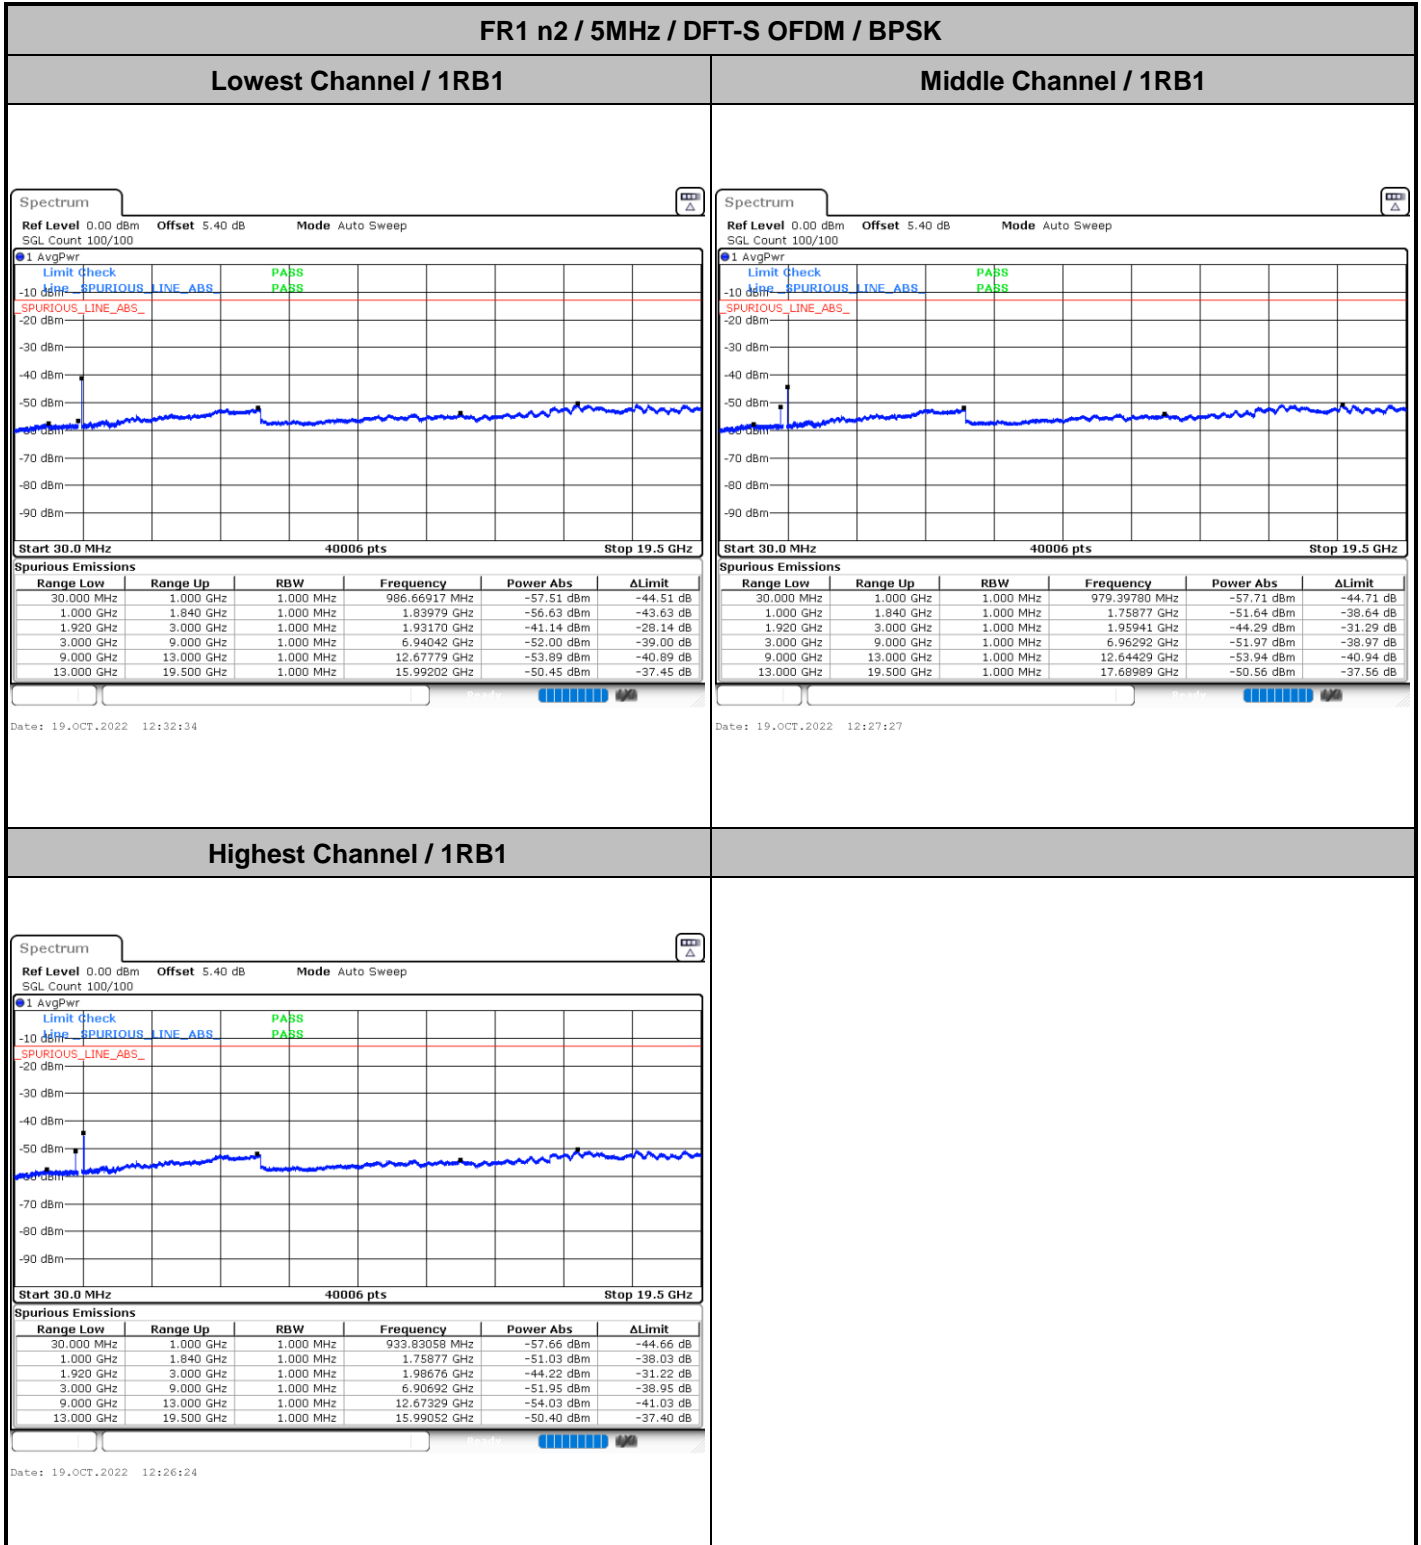 FR1 n2 / 5MHz / DFT-S OFDM / BPSK
Lowest Channel / 1RB1
Middle Channel / 1RB1
Spectrum
Ref Level 0.00 dBm Offset 5.40 dB Mode Auto Sweep
SGL Count 100/100
1 AvgPwr
Limit Check PASS
Line _SPURIOUS_LINE_ABS_ PASS
-10 dBm
_SPURIOUS_LINE_ABS_
-20 dBm
-30 dBm
-40 dBm
-50 dBm
-60 dBm
-70 dBm
-80 dBm
-90 dBm
Start 30.0 MHz 40006 pts Stop 19.5 GHz
Spurious Emissions
Range Low Range Up RBW Frequency Power Abs ΔLimit
30.000 MHz 1.000 GHz 1.000 MHz 986.66917 MHz -57.51 dBm -44.51 dB
1.000 GHz 1.840 GHz 1.000 MHz 1.83979 GHz -56.63 dBm -43.63 dB
1.920 GHz 3.000 GHz 1.000 MHz 1.93170 GHz -41.14 dBm -28.14 dB
3.000 GHz 9.000 GHz 1.000 MHz 6.94042 GHz -52.00 dBm -39.00 dB
9.000 GHz 13.000 GHz 1.000 MHz 12.67779 GHz -53.89 dBm -40.89 dB
13.000 GHz 19.500 GHz 1.000 MHz 15.99202 GHz -50.45 dBm -37.45 dB
Ready
Date: 19.OCT.2022 12:32:34
Spectrum
Ref Level 0.00 dBm Offset 5.40 dB Mode Auto Sweep
SGL Count 100/100
1 AvgPwr
Limit Check PASS
Line _SPURIOUS_LINE_ABS_ PASS
-10 dBm
_SPURIOUS_LINE_ABS_
-20 dBm
-30 dBm
-40 dBm
-50 dBm
-60 dBm
-70 dBm
-80 dBm
-90 dBm
Start 30.0 MHz 40006 pts Stop 19.5 GHz
Spurious Emissions
Range Low Range Up RBW Frequency Power Abs ΔLimit
30.000 MHz 1.000 GHz 1.000 MHz 979.39780 MHz -57.71 dBm -44.71 dB
1.000 GHz 1.840 GHz 1.000 MHz 1.75877 GHz -51.64 dBm -38.64 dB
1.920 GHz 3.000 GHz 1.000 MHz 1.95941 GHz -44.29 dBm -31.29 dB
3.000 GHz 9.000 GHz 1.000 MHz 6.96292 GHz -51.97 dBm -38.97 dB
9.000 GHz 13.000 GHz 1.000 MHz 12.64429 GHz -53.94 dBm -40.94 dB
13.000 GHz 19.500 GHz 1.000 MHz 17.68989 GHz -50.56 dBm -37.56 dB
Ready
Date: 19.OCT.2022 12:27:27
Highest Channel / 1RB1
Spectrum
Ref Level 0.00 dBm Offset 5.40 dB Mode Auto Sweep
SGL Count 100/100
1 AvgPwr
Limit Check PASS
Line _SPURIOUS_LINE_ABS_ PASS
-10 dBm
_SPURIOUS_LINE_ABS_
-20 dBm
-30 dBm
-40 dBm
-50 dBm
-60 dBm
-70 dBm
-80 dBm
-90 dBm
Start 30.0 MHz 40006 pts Stop 19.5 GHz
Spurious Emissions
Range Low Range Up RBW Frequency Power Abs ΔLimit
30.000 MHz 1.000 GHz 1.000 MHz 933.83058 MHz -57.66 dBm -44.66 dB
1.000 GHz 1.840 GHz 1.000 MHz 1.75877 GHz -51.03 dBm -38.03 dB
1.920 GHz 3.000 GHz 1.000 MHz 1.98676 GHz -44.22 dBm -31.22 dB
3.000 GHz 9.000 GHz 1.000 MHz 6.90692 GHz -51.95 dBm -38.95 dB
9.000 GHz 13.000 GHz 1.000 MHz 12.67329 GHz -54.03 dBm -41.03 dB
13.000 GHz 19.500 GHz 1.000 MHz 15.99052 GHz -50.40 dBm -37.40 dB
Ready
Date: 19.OCT.2022 12:26:24